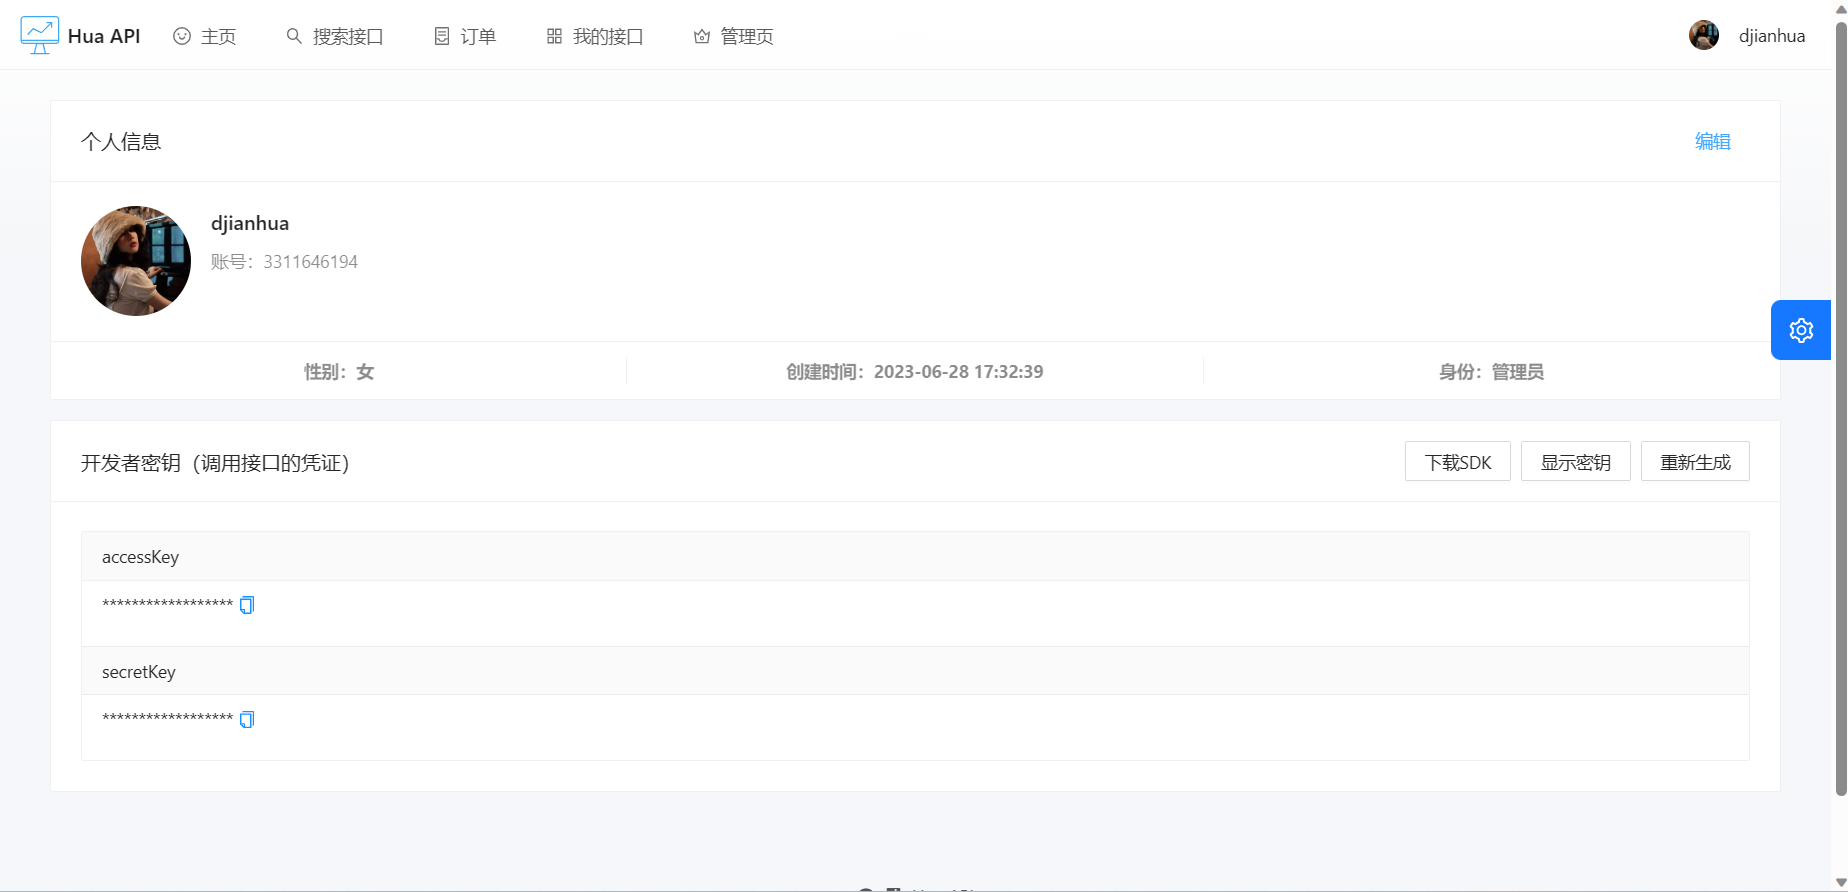 Hua API 主页 搜索接口 订单 我的接口 管理页 djianhua
个人信息 编辑
djianhua
账号：3311646194
性别：女 创建时间：2023-06-28 17:32:39 身份：管理员
开发者密钥（调用接口的凭证） 下载SDK 显示密钥 重新生成
accessKey
******************
secretKey
******************